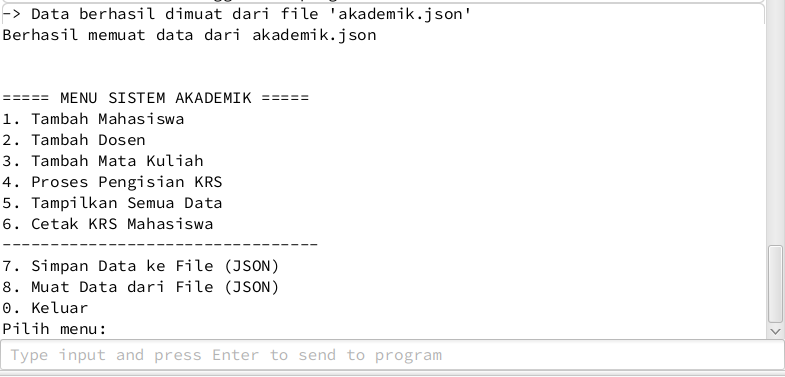 -> Data berhasil dimuat dari file 'akademik.json'
Berhasil memuat data dari akademik.json
===== MENU SISTEM AKADEMIK =====
1. Tambah Mahasiswa
2. Tambah Dosen
3. Tambah Mata Kuliah
4. Proses Pengisian KRS
5. Tampilkan Semua Data
6. Cetak KRS Mahasiswa
---------------------------------
7. Simpan Data ke File (JSON)
8. Muat Data dari File (JSON)
0. Keluar
Pilih menu:
Type input and press Enter to send to program